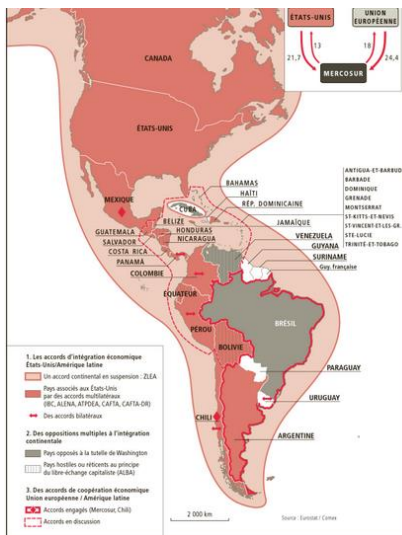 ÉTATS-UNIS
UNION
EUROPÉENNE
21,7
13
18
24,4
MERCOSUR
CANADA
ÉTATS-UNIS
MEXIQUE
CUBA
BAHAMAS
HAÏTI
RÉP. DOMINICAINE
JAMAÏQUE
ANTIGUA-ET-BARBUD
BARBADE
DOMINIQUE
GRENADE
MONTSERRAT
ST-KITTS-ET-NEVIS
ST-VINCENT-ET-LES-GR.
STE-LUCIE
TRINITÉ-ET-TOBAGO
BELIZE
GUATEMALA
HONDURAS
SALVADOR
NICARAGUA
COSTA RICA
PANAMÁ
COLOMBIE
VENEZUELA
GUYANA
SURINAME
Guy. française
ÉQUATEUR
PÉROU
BRÉSIL
BOLIVIE
PARAGUAY
URUGUAY
CHILI
ARGENTINE
1. Les accords d'intégration économique
États-Unis/Amérique latine
Un accord continental en suspension : ZLEA
Pays associés aux États-Unis
par des accords multilatéraux
(IBC, ALENA, ATPDEA, CAFTA, CAFTA-DR)
Des accords bilatéraux
2. Des oppositions multiples à l'intégration
continentale
Pays opposés à la tutelle de Washington
Pays hostiles ou réticents au principe
du libre-échange capitaliste (ALBA)
3. Des accords de coopération économique
Union européenne / Amérique latine
Accords engagés (Mercosur, Chili)
Accords en discussion
2 000 km
Source : Eurostat / Comex